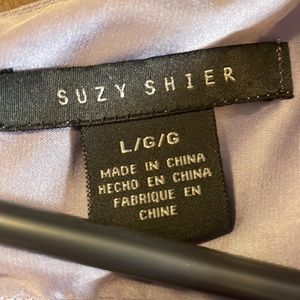 SUZY SHIER
L/G/G
MADE IN CHINA
HECHO EN CHINA
FABRIQUE EN
CHINE